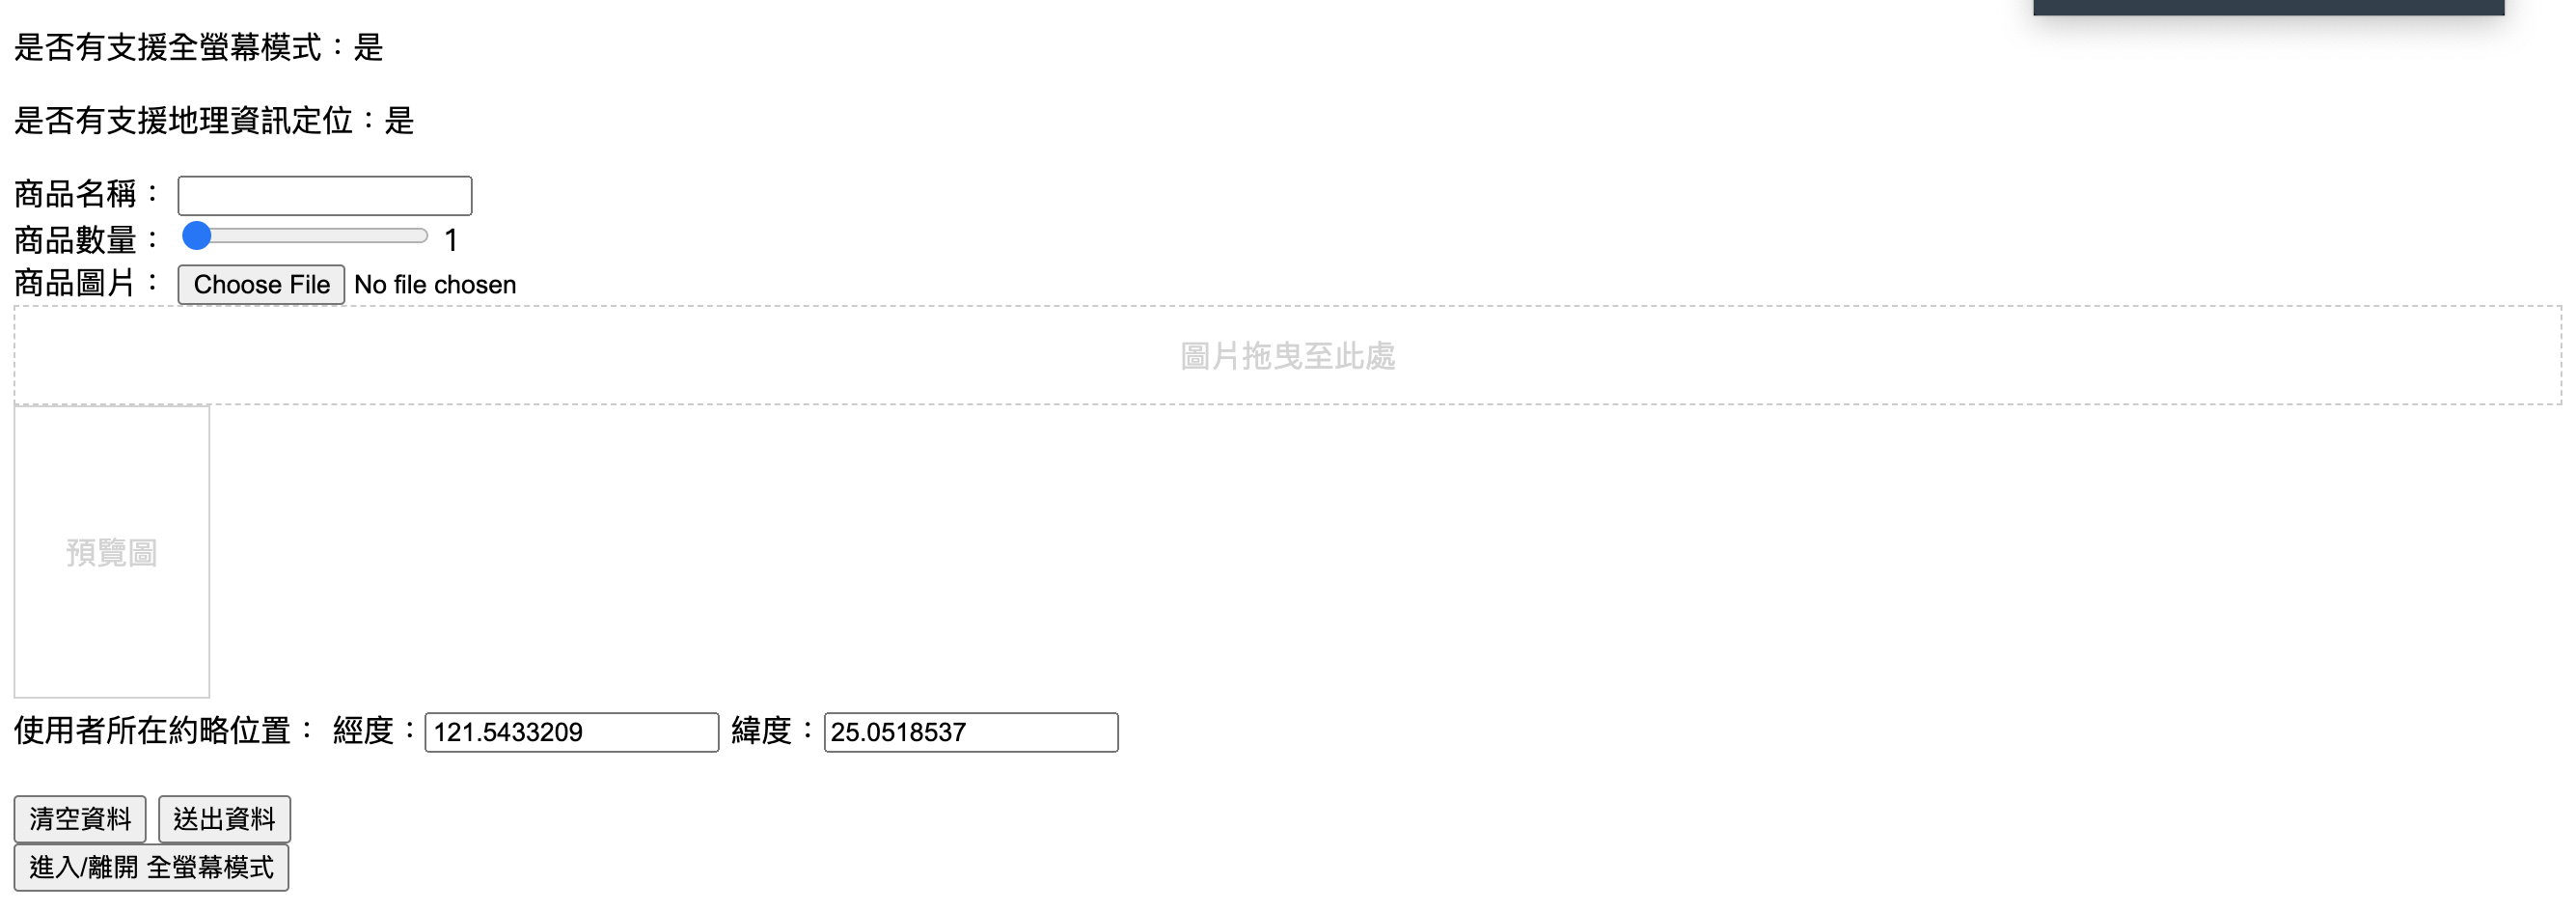 是否有支援全螢幕模式：是
是否有支援地理資訊定位：是
商品名稱：
商品數量： 1
商品圖片： Choose File No file chosen
圖片拖曳至此處
預覽圖
使用者所在約略位置： 經度：121.5433209 緯度：25.0518537
清空資料 送出資料
進入/離開 全螢幕模式